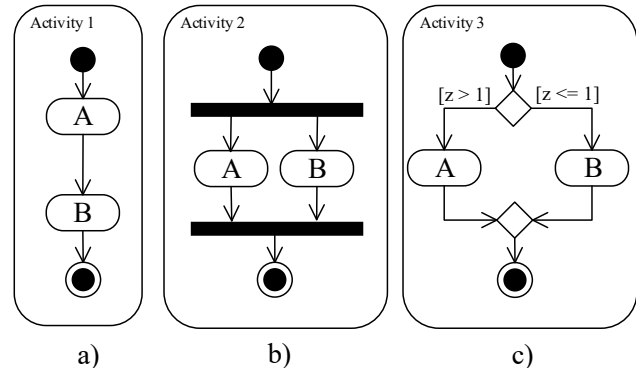 Activity 1
A
B
a)
Activity 2
A B
b)
Activity 3
[z > 1] [z <= 1]
A B
c)